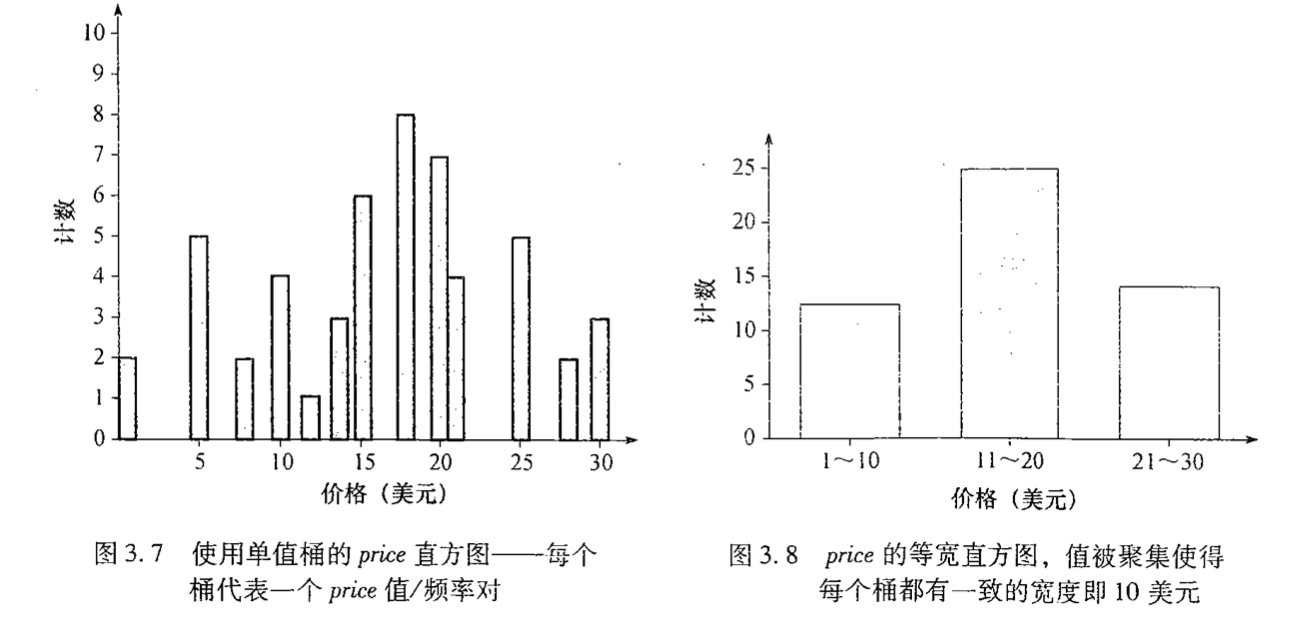 10
9
8
7
6
5
4
3
2
1
0
计数
5 10 15 20 25 30
价格（美元）
图 3.7 使用单值桶的 price 直方图——每个
桶代表一个 price 值/频率对
25
20
15
10
5
0
计数
1～10 11～20 21～30
价格（美元）
图 3.8 price 的等宽直方图，值被聚集使得
每个桶都有一致的宽度即 10 美元